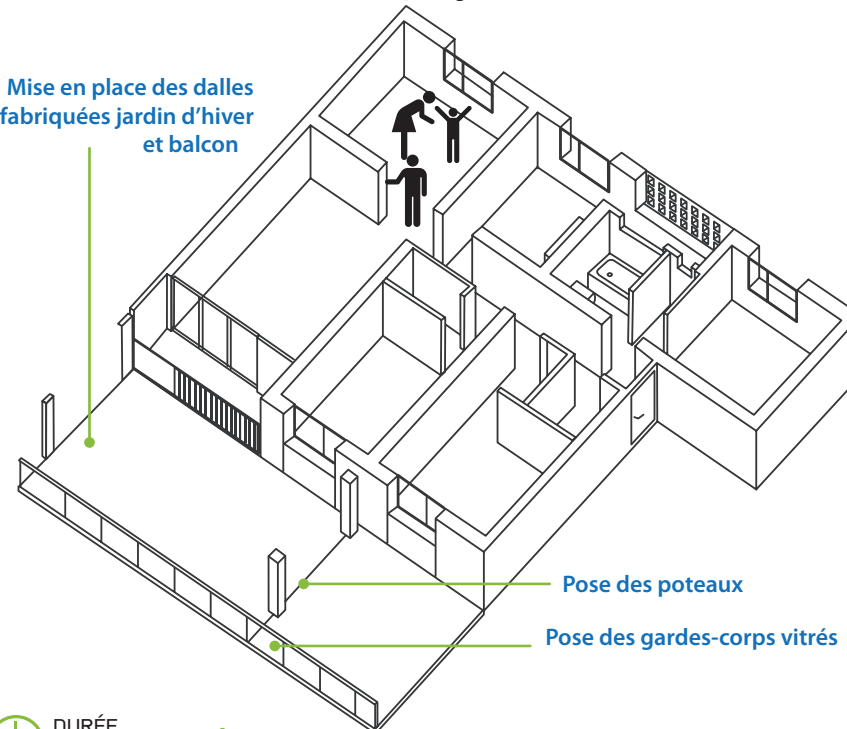 Mise en place des dalles
fabriquées jardin d'hiver
et balcon
Pose des poteaux
Pose des gardes-corps vitrés
DURÉE